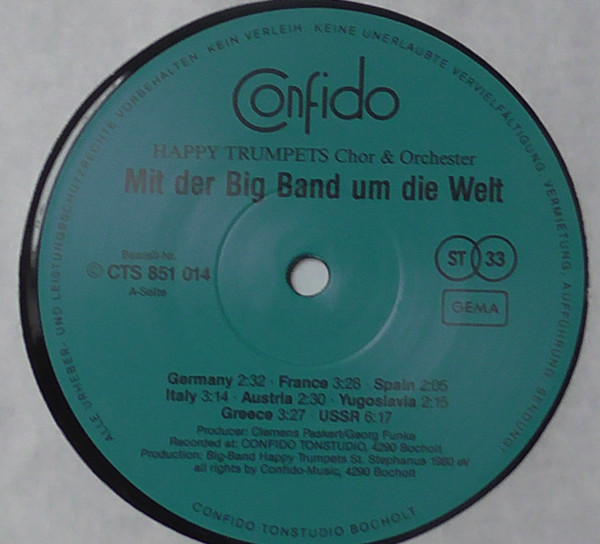 ALLE URHEBER- UND LEISTUNGSSCHUTZRECHTE VORBEHALTEN. KEIN VERLEIH. KEINE UNERLAUBTE VERVIELFÄLTIGUNG, VERMIETUNG, AUFFÜHRUNG, SENDUNG!
Confido
HAPPY TRUMPETS Chor & Orchester
Mit der Big Band um die Welt
Bestell-Nr.
© CTS 851 014
A-Seite
ST 33
GEMA
Germany 2:32 · France 3:28 · Spain 2:05
Italy 3:14 · Austria 2:30 · Yugoslavia 2:15
Greece 3:27 · USSR 6:17
Producer: Clemens Paskert/Georg Funke
Recorded at: CONFIDO TONSTUDIO, 4290 Bocholt
Production: Big-Band Happy Trumpets St. Stephanus 1980 eV
all rights by Confido-Music, 4290 Bocholt
CONFIDO TONSTUDIO BOCHOLT